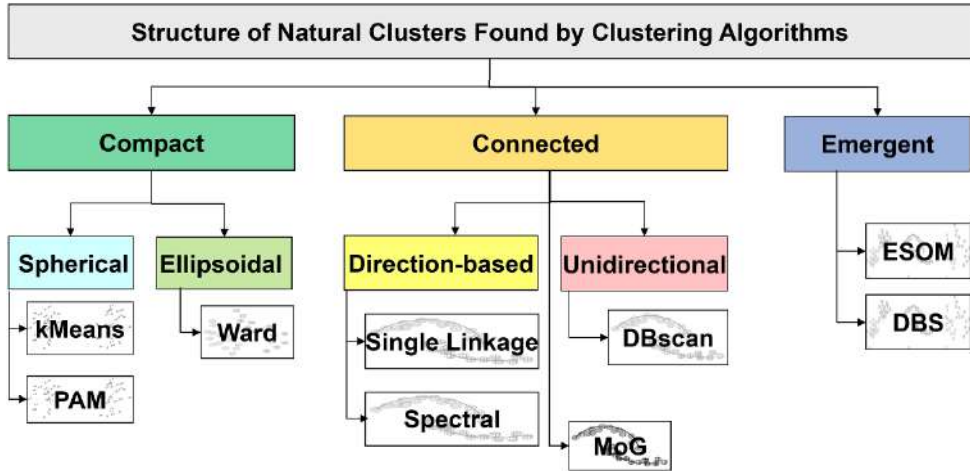 Structure of Natural Clusters Found by Clustering Algorithms
Compact
Connected
Emergent
Spherical
Ellipsoidal
Direction-based
Unidirectional
ESOM
kMeans
Ward
Single Linkage
DBscan
DBS
PAM
Spectral
MoG